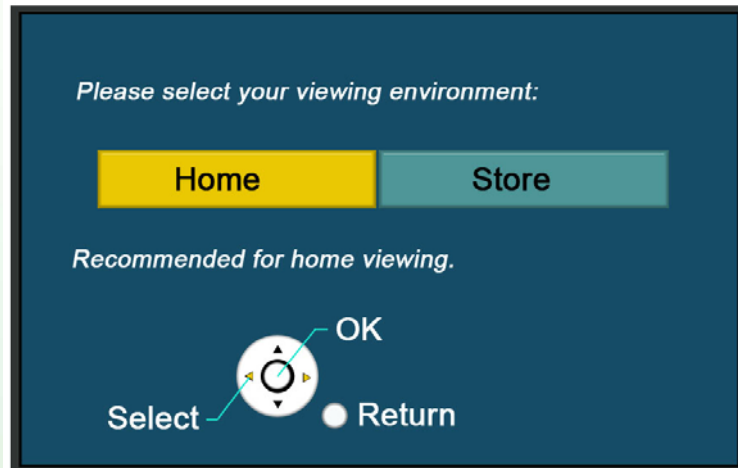 Please select your viewing environment:
Home Store
Recommended for home viewing.
OK
Select
Return